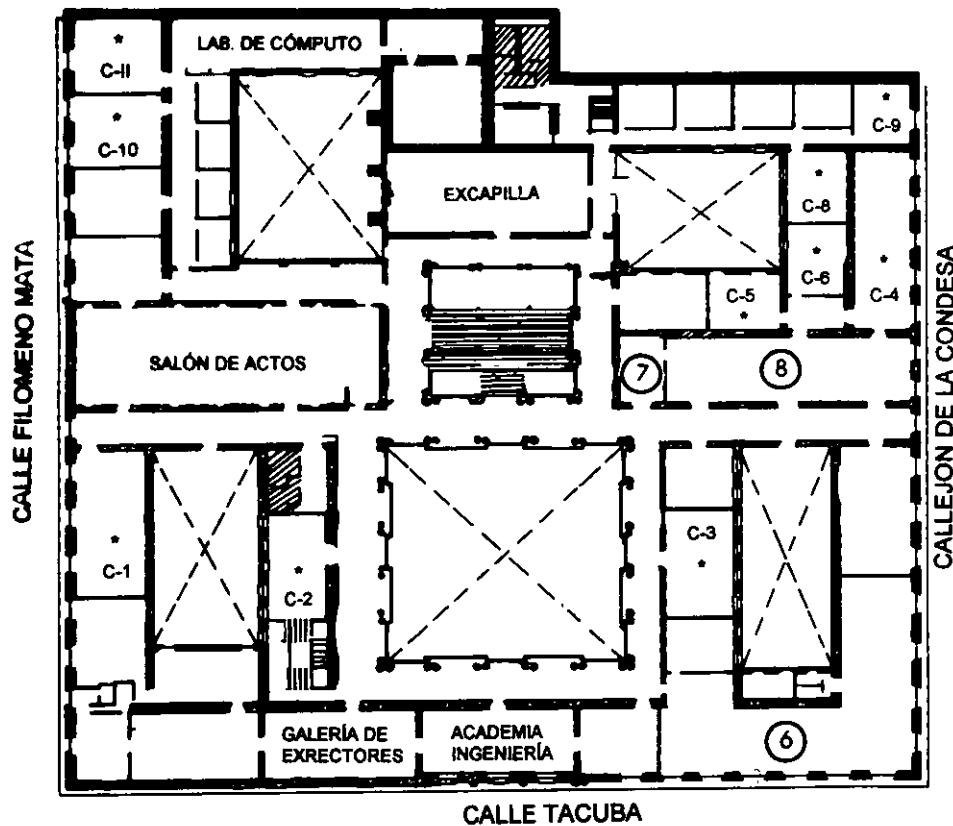 LAB. DE CÓMPUTO
*
C-II
*
C-10
*
C-9
EXCAPILLA
*
C-8
C-6
*
C-4
*
C-5
*
CALLE FILOMENO MATA
SALÓN DE ACTOS
7
8
CALLEJON DE LA CONDESA
*
C-1
*
C-2
C-3
*
GALERÍA DE
EXRECTORES
ACADEMIA
INGENIERÍA
6
CALLE TACUBA